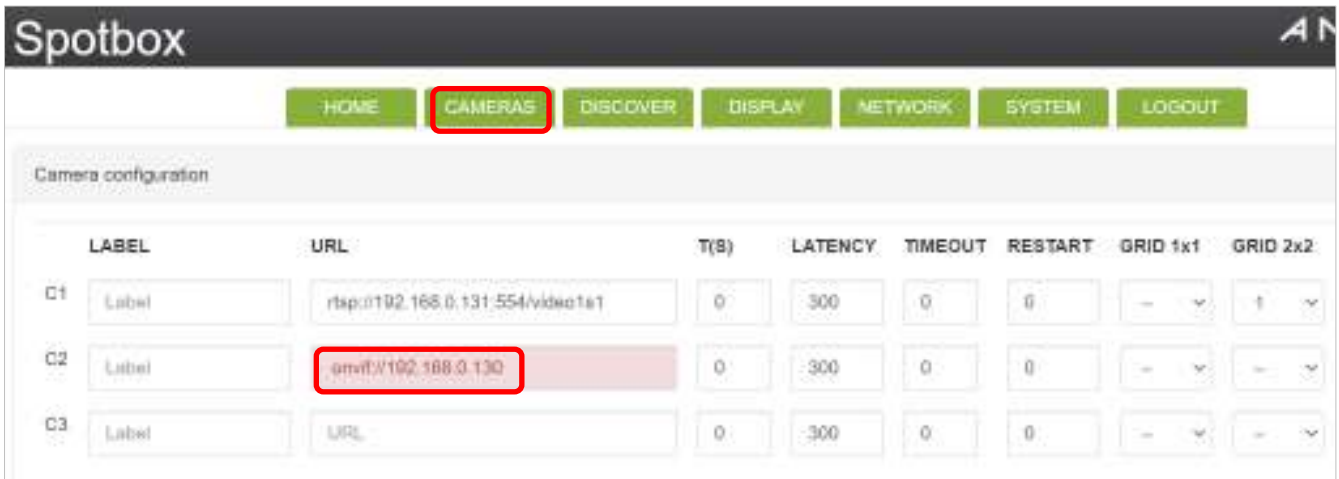 Spotbox AN
HOME CAMERAS DISCOVER DISPLAY NETWORK SYSTEM LOGOUT
Camera configuration
LABEL URL T(S) LATENCY TIMEOUT RESTART GRID 1x1 GRID 2x2
C1 Label rtsp://192.168.0.131:554/video1s1 0 300 0 0 -- 1
C2 Label onvif://192.168.0.130 0 300 0 0 -- --
C3 Label URL 0 300 0 0 -- --